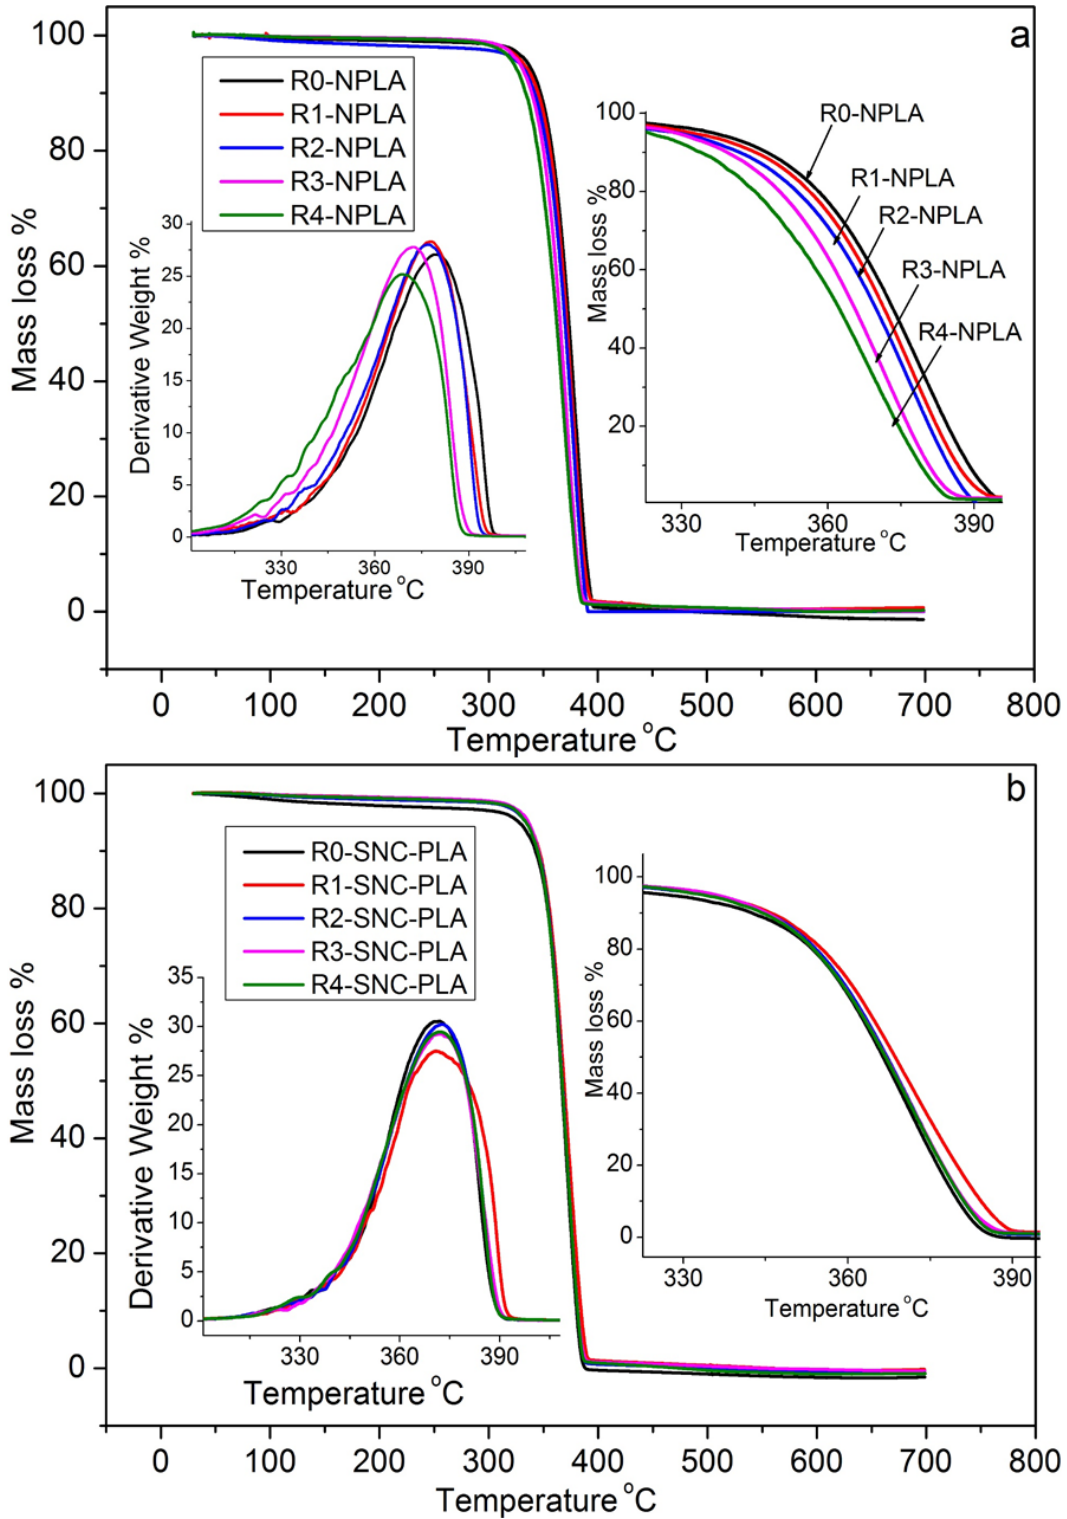 a
100
80
60
40
20
0
Mass loss %
R0-NPLA
R1-NPLA
R2-NPLA
R3-NPLA
R4-NPLA
30
25
20
15
10
5
0
Derivative Weight %
330 360 390
Temperature °C
100
80
60
40
20
Mass loss %
R0-NPLA
R1-NPLA
R2-NPLA
R3-NPLA
R4-NPLA
330 360 390
Temperature °C
0 100 200 300 400 500 600 700 800
Temperature °C
b
100
80
60
40
20
0
Mass loss %
R0-SNC-PLA
R1-SNC-PLA
R2-SNC-PLA
R3-SNC-PLA
R4-SNC-PLA
35
30
25
20
15
10
5
0
Derivative Weight %
330 360 390
Temperature °C
100
80
60
40
20
0
Mass loss %
330 360 390
Temperature °C
0 100 200 300 400 500 600 700 800
Temperature °C